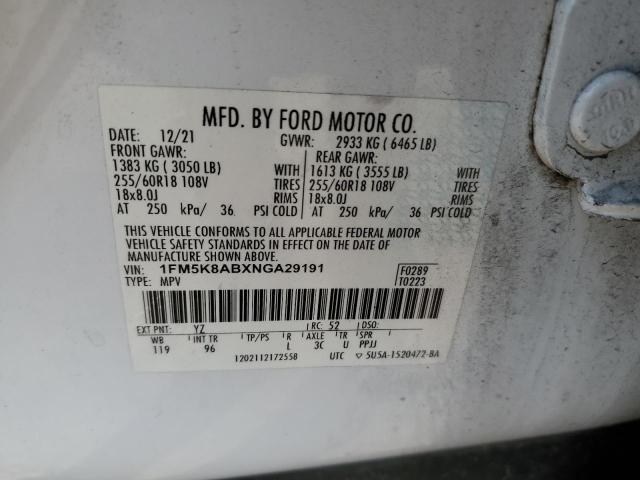 MFD. BY FORD MOTOR CO.
DATE: 12/21 GVWR: 2933 KG ( 6465 LB)
FRONT GAWR: REAR GAWR:
1383 KG ( 3050 LB) WITH 1613 KG ( 3555 LB) WITH
255/60R18 108V TIRES 255/60R18 108V TIRES
18x8.0J RIMS 18x8.0J RIMS
AT 250 kPa/ 36 PSI COLD AT 250 kPa/ 36 PSI COLD
THIS VEHICLE CONFORMS TO ALL APPLICABLE FEDERAL MOTOR
VEHICLE SAFETY STANDARDS IN EFFECT ON THE DATE OF
MANUFACTURE SHOWN ABOVE.
VIN: 1FM5K8ABXNGA29191 F0289
TYPE: MPV T0223
EXT PNT: YZ RC: 52 DSO:
WB INT TR TP/PS R AXLE TR SPR
119 96 L 3C U PPJJ
1202112172558 UTC 5U5A-1520472-BA